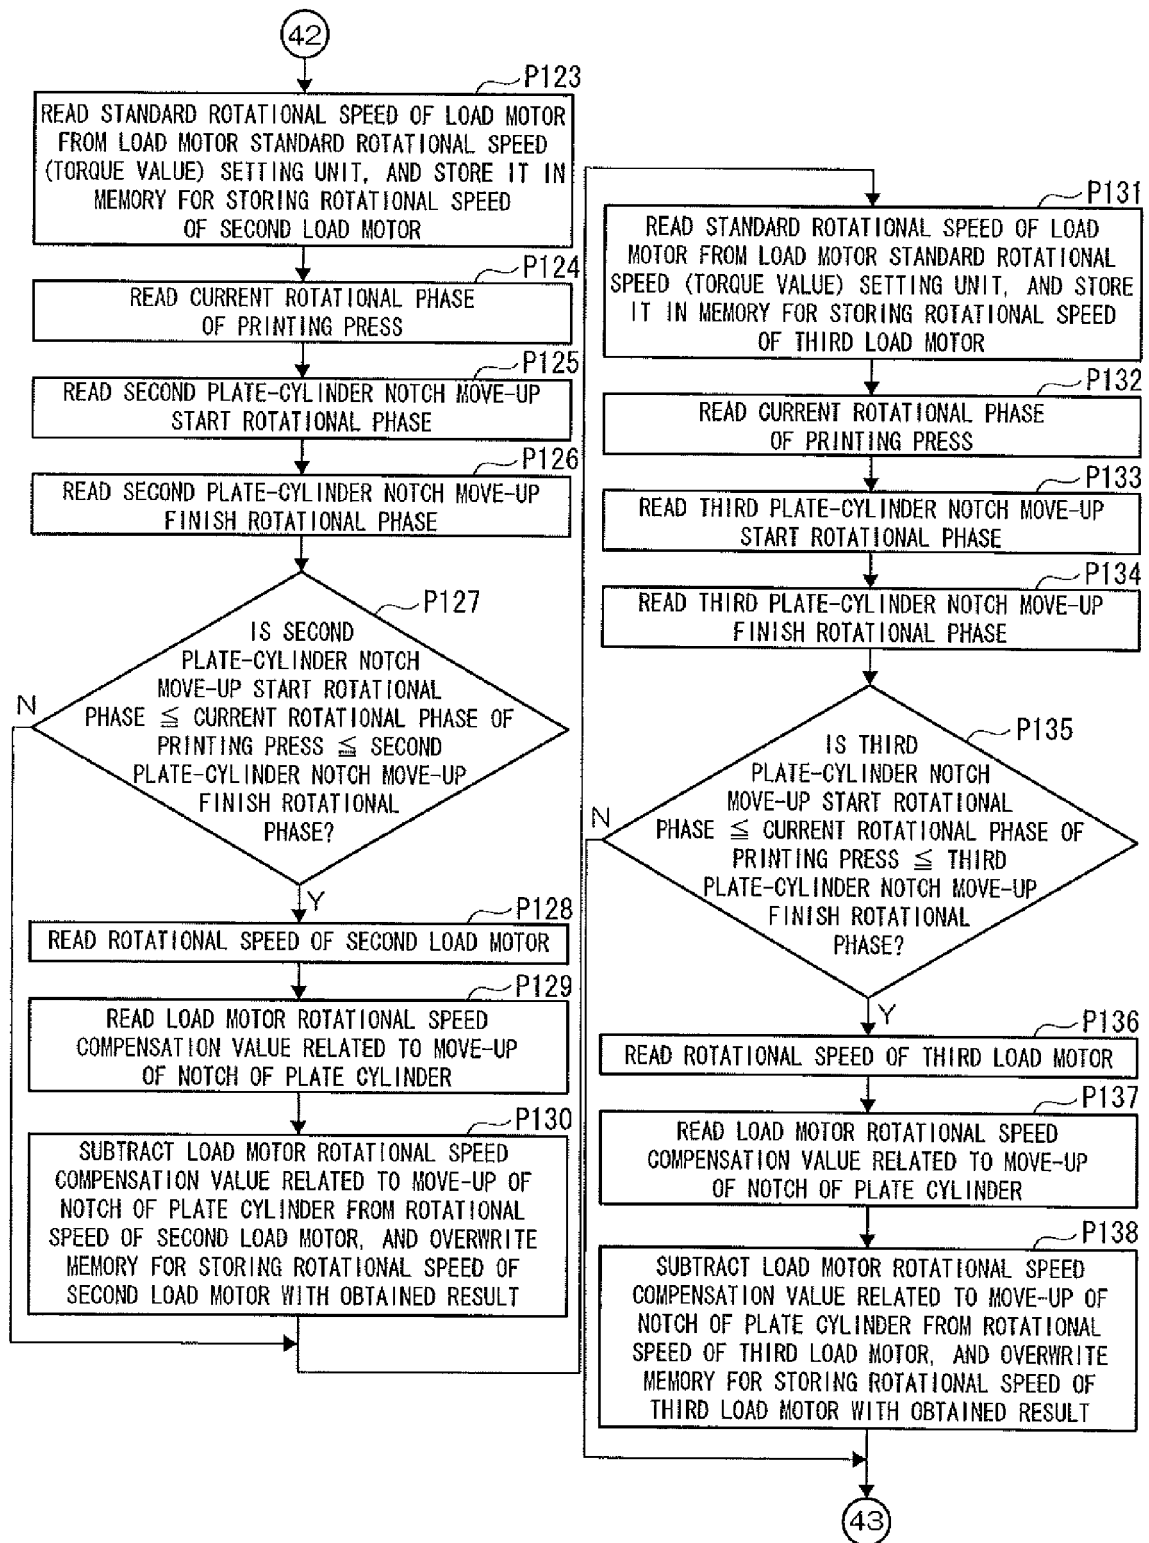 42
P123
READ STANDARD ROTATIONAL SPEED OF LOAD MOTOR
FROM LOAD MOTOR STANDARD ROTATIONAL SPEED
(TORQUE VALUE) SETTING UNIT, AND STORE IT IN
MEMORY FOR STORING ROTATIONAL SPEED
OF SECOND LOAD MOTOR
P124
READ CURRENT ROTATIONAL PHASE
OF PRINTING PRESS
P125
READ SECOND PLATE-CYLINDER NOTCH MOVE-UP
START ROTATIONAL PHASE
P126
READ SECOND PLATE-CYLINDER NOTCH MOVE-UP
FINISH ROTATIONAL PHASE
P127
IS SECOND
PLATE-CYLINDER NOTCH
MOVE-UP START ROTATIONAL
PHASE ≦ CURRENT ROTATIONAL PHASE OF
PRINTING PRESS ≦ SECOND
PLATE-CYLINDER NOTCH MOVE-UP
FINISH ROTATIONAL
PHASE?
N
Y
P128
READ ROTATIONAL SPEED OF SECOND LOAD MOTOR
P129
READ LOAD MOTOR ROTATIONAL SPEED
COMPENSATION VALUE RELATED TO MOVE-UP
OF NOTCH OF PLATE CYLINDER
P130
SUBTRACT LOAD MOTOR ROTATIONAL SPEED
COMPENSATION VALUE RELATED TO MOVE-UP OF
NOTCH OF PLATE CYLINDER FROM ROTATIONAL
SPEED OF SECOND LOAD MOTOR, AND OVERWRITE
MEMORY FOR STORING ROTATIONAL SPEED OF
SECOND LOAD MOTOR WITH OBTAINED RESULT
P131
READ STANDARD ROTATIONAL SPEED OF LOAD
MOTOR FROM LOAD MOTOR STANDARD ROTATIONAL
SPEED (TORQUE VALUE) SETTING UNIT, AND STORE
IT IN MEMORY FOR STORING ROTATIONAL SPEED
OF THIRD LOAD MOTOR
P132
READ CURRENT ROTATIONAL PHASE
OF PRINTING PRESS
P133
READ THIRD PLATE-CYLINDER NOTCH MOVE-UP
START ROTATIONAL PHASE
P134
READ THIRD PLATE-CYLINDER NOTCH MOVE-UP
FINISH ROTATIONAL PHASE
P135
IS THIRD
PLATE-CYLINDER NOTCH
MOVE-UP START ROTATIONAL
PHASE ≦ CURRENT ROTATIONAL PHASE OF
PRINTING PRESS ≦ THIRD
PLATE-CYLINDER NOTCH MOVE-UP
FINISH ROTATIONAL
PHASE?
N
Y
P136
READ ROTATIONAL SPEED OF THIRD LOAD MOTOR
P137
READ LOAD MOTOR ROTATIONAL SPEED
COMPENSATION VALUE RELATED TO MOVE-UP
OF NOTCH OF PLATE CYLINDER
P138
SUBTRACT LOAD MOTOR ROTATIONAL SPEED
COMPENSATION VALUE RELATED TO MOVE-UP OF
NOTCH OF PLATE CYLINDER FROM ROTATIONAL
SPEED OF THIRD LOAD MOTOR, AND OVERWRITE
MEMORY FOR STORING ROTATIONAL SPEED OF
THIRD LOAD MOTOR WITH OBTAINED RESULT
43